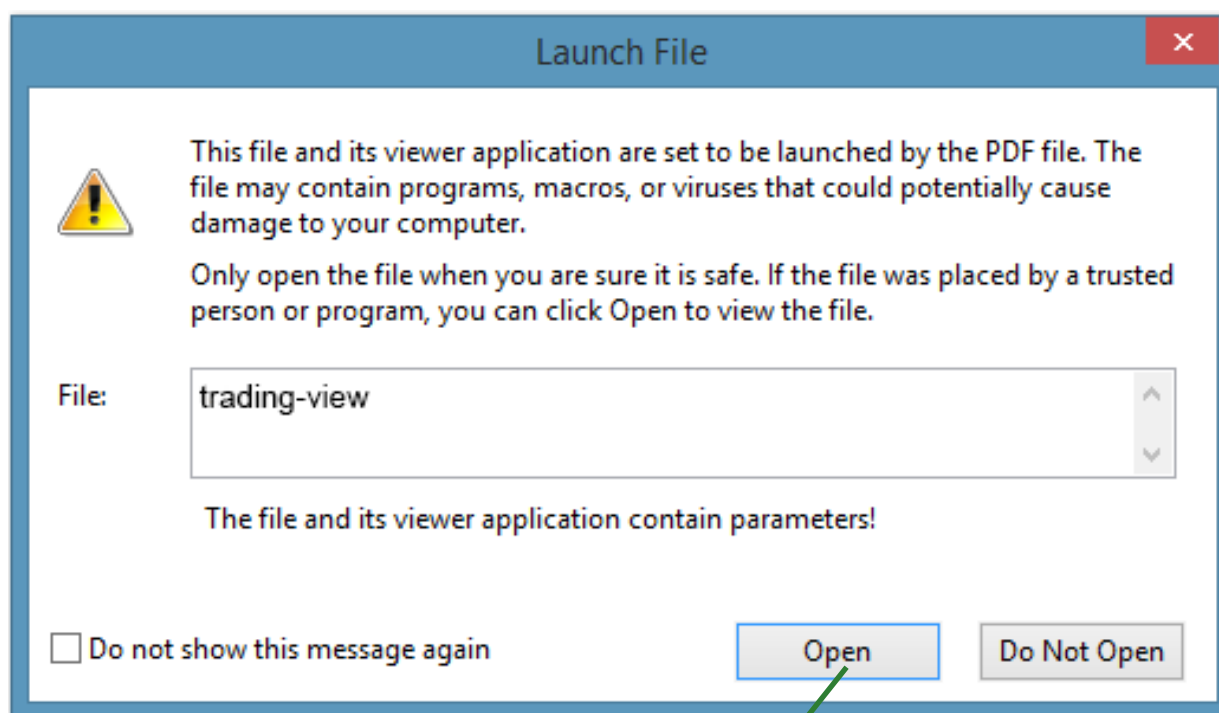 Launch File
This file and its viewer application are set to be launched by the PDF file. The
file may contain programs, macros, or viruses that could potentially cause
damage to your computer.
Only open the file when you are sure it is safe. If the file was placed by a trusted
person or program, you can click Open to view the file.
File:
trading-view
The file and its viewer application contain parameters!
Do not show this message again
Open
Do Not Open